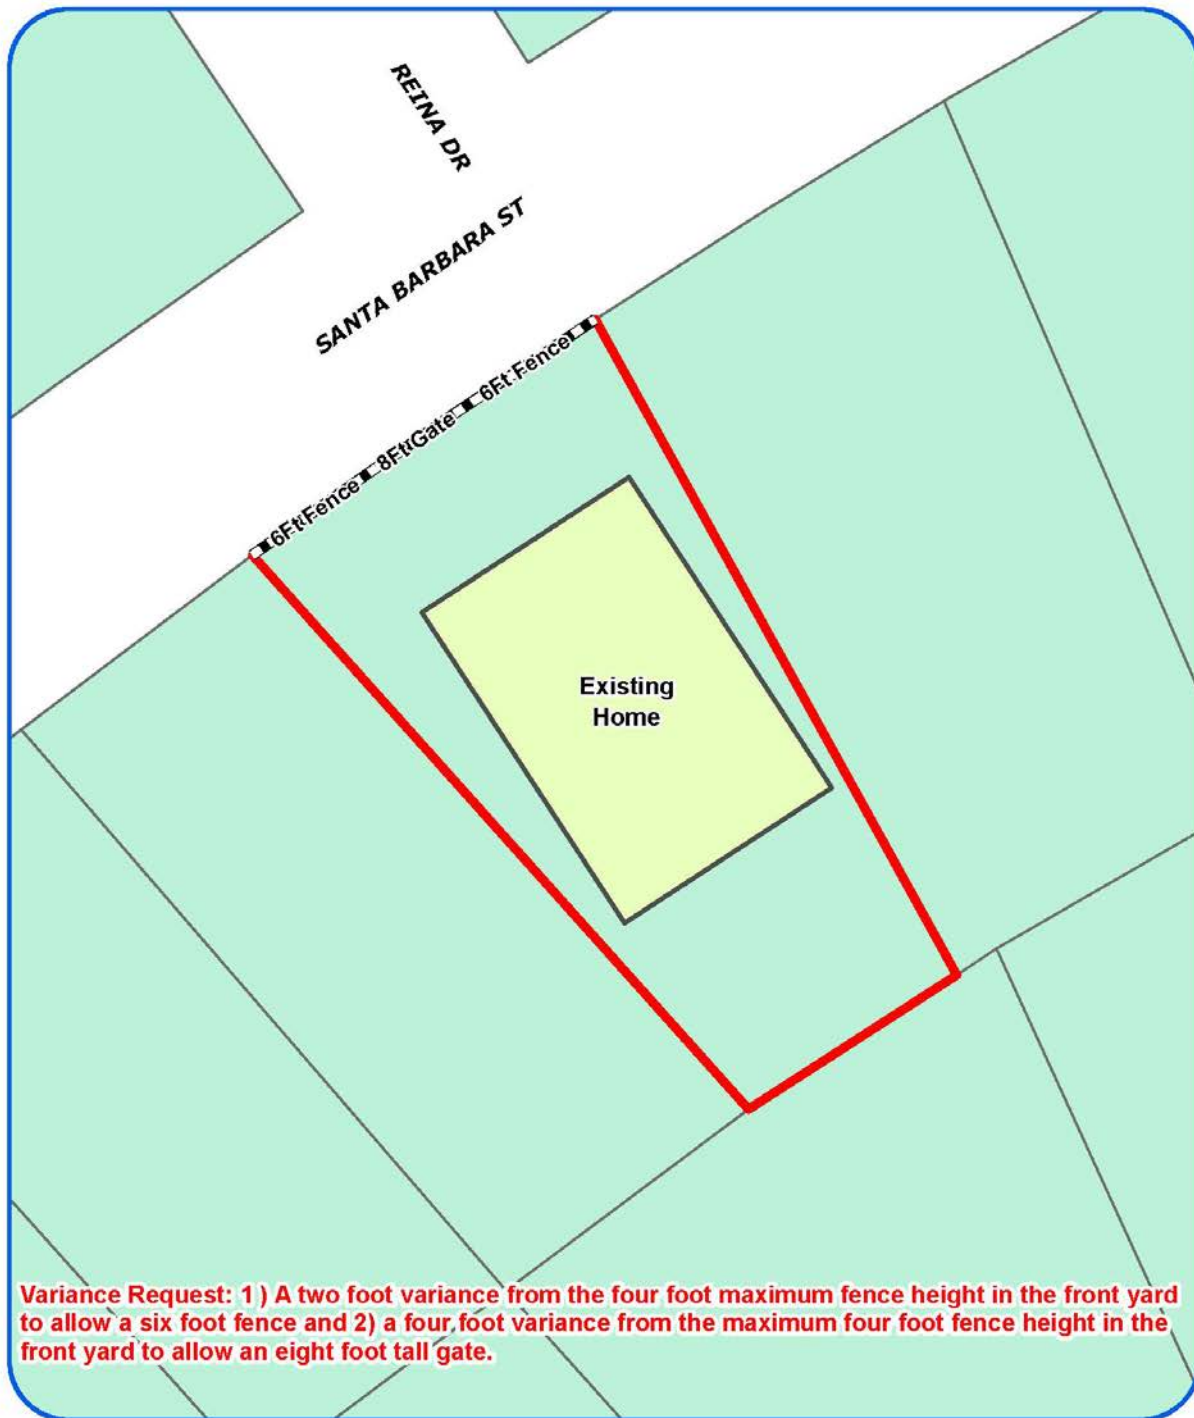 REINA DR
SANTA BARBARA ST
6Ft Fence
8Ft Gate
6Ft Fence
Existing
Home
Variance Request: 1 ) A two foot variance from the four foot maximum fence height in the front yard
to allow a six foot fence and 2) a four foot variance from the maximum four foot fence height in the
front yard to allow an eight foot tall gate.